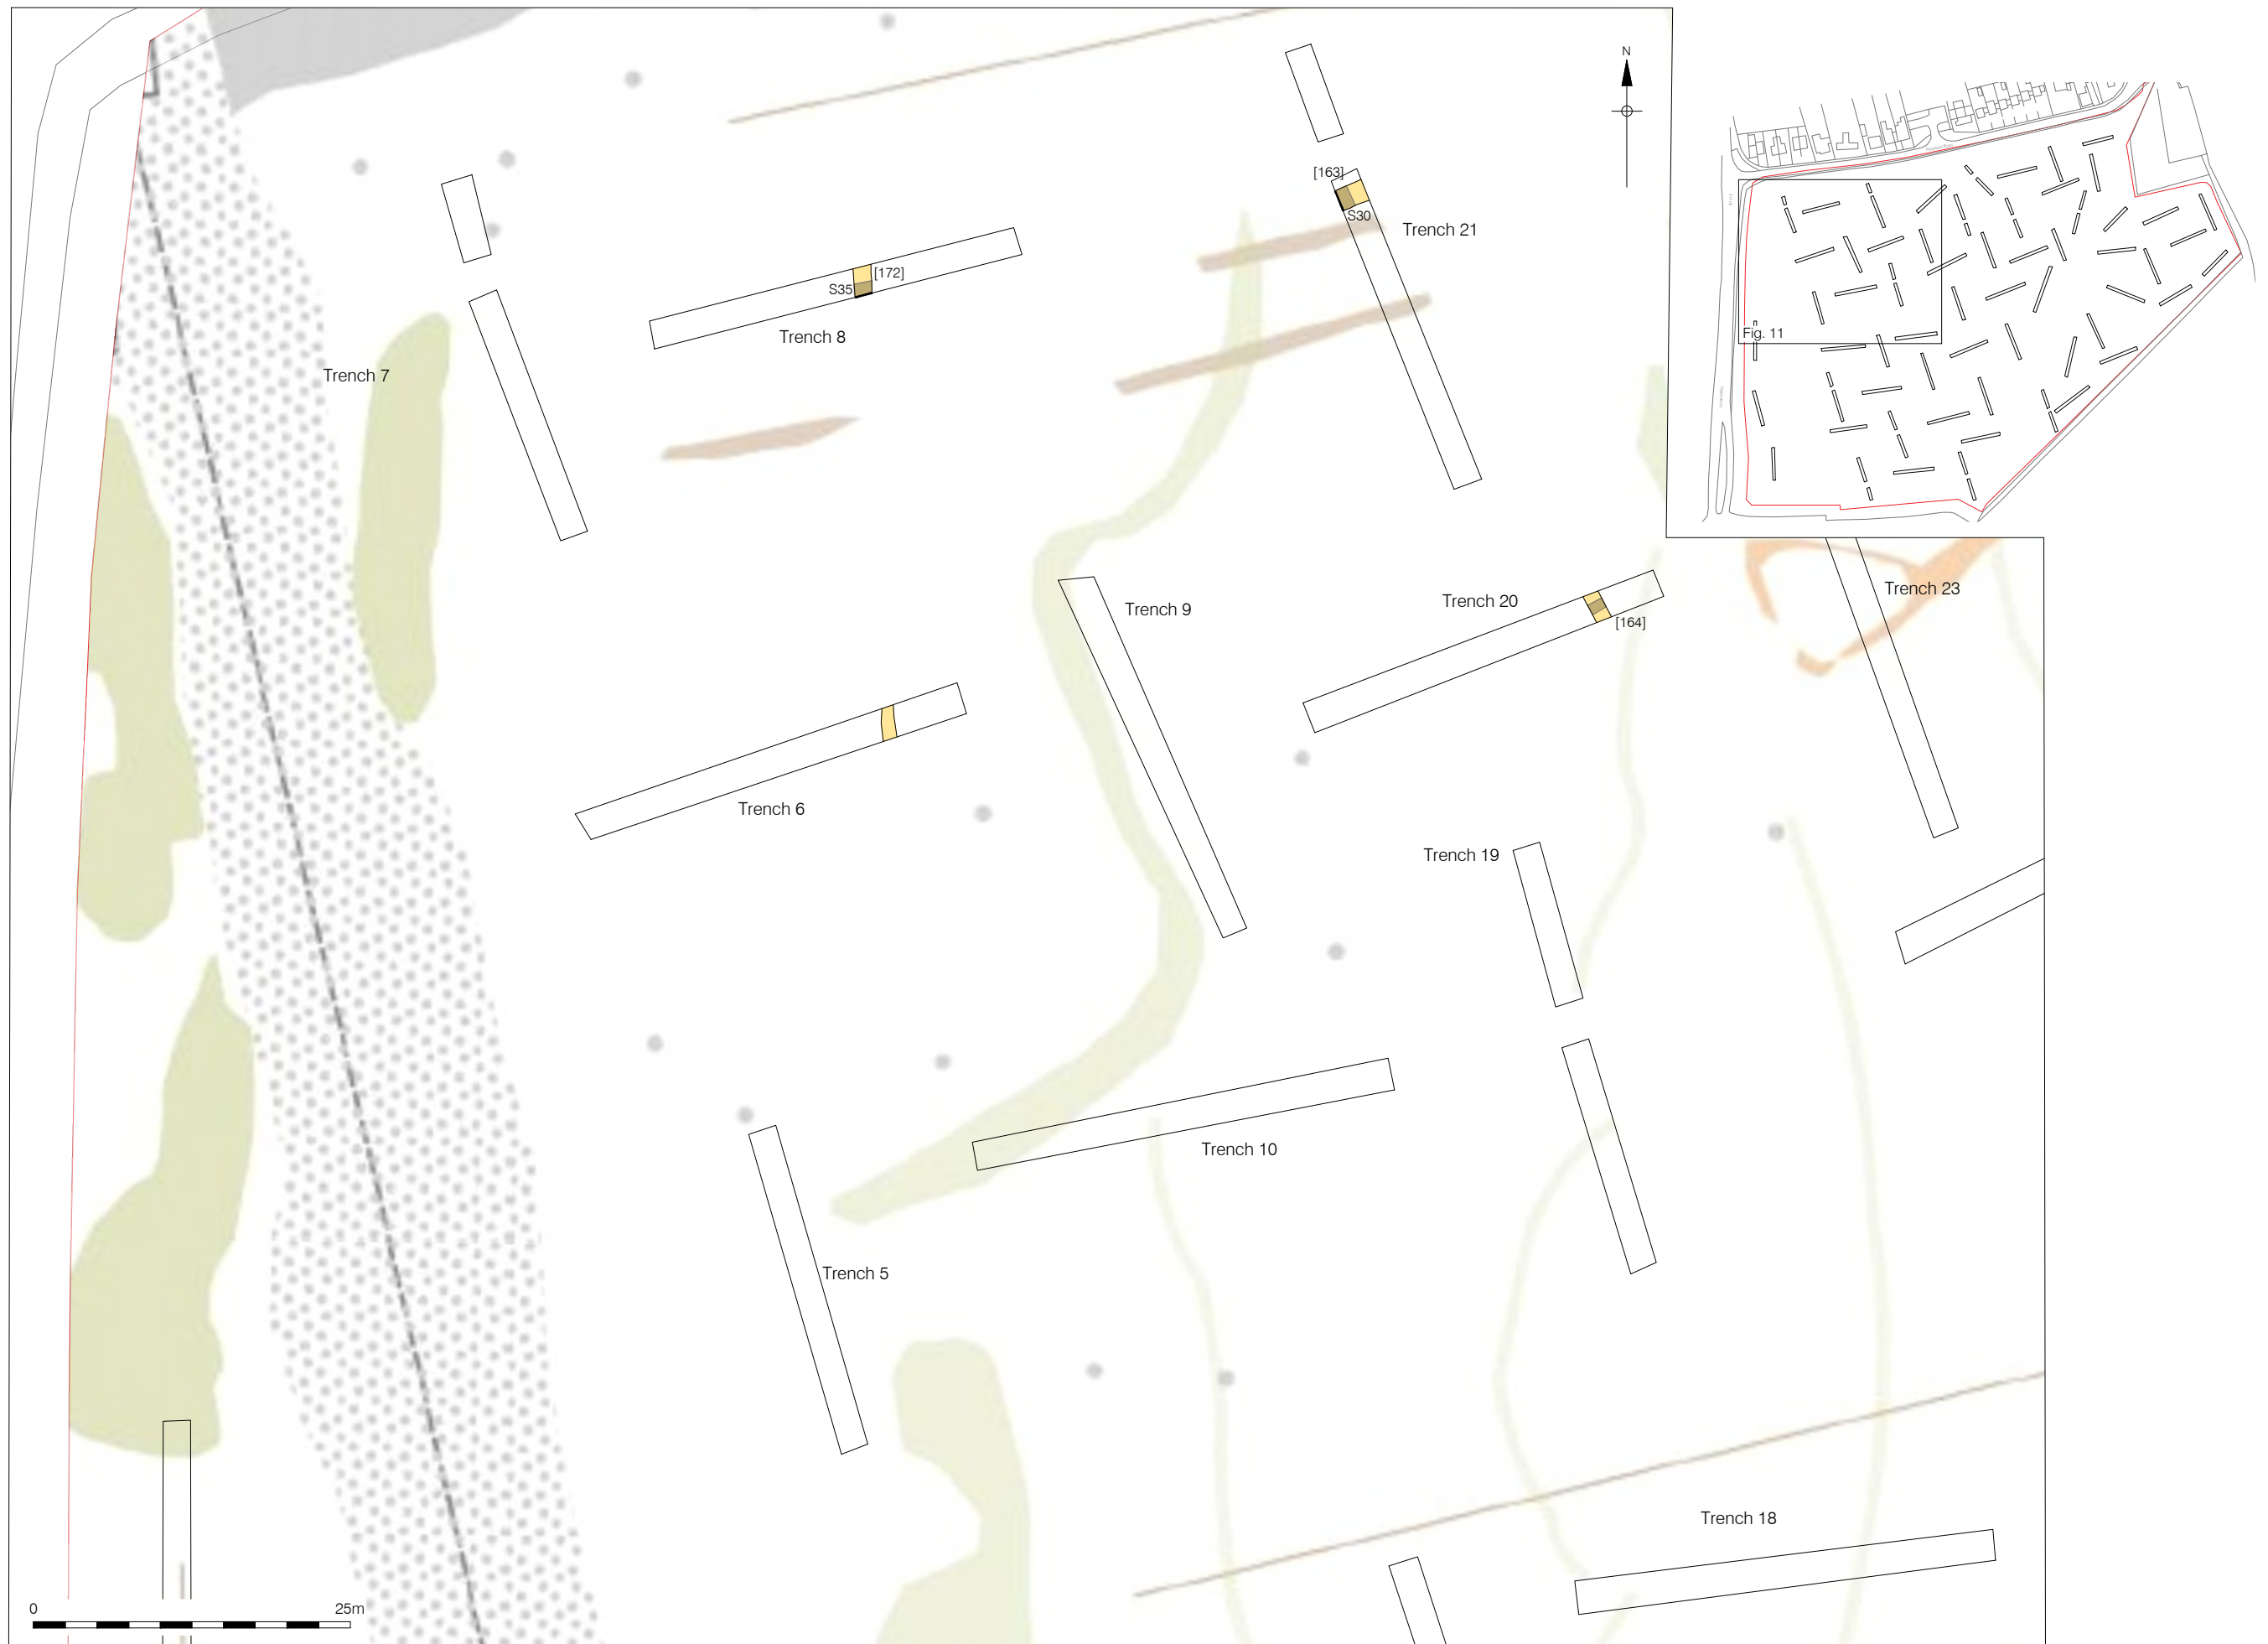 N
[163]
S30
Trench 21
[172]
S35
Trench 8
Fig. 11
Trench 7
Trench 9
Trench 20
[164]
Trench 23
Trench 6
Trench 19
Trench 10
Trench 5
Trench 18
0
25m